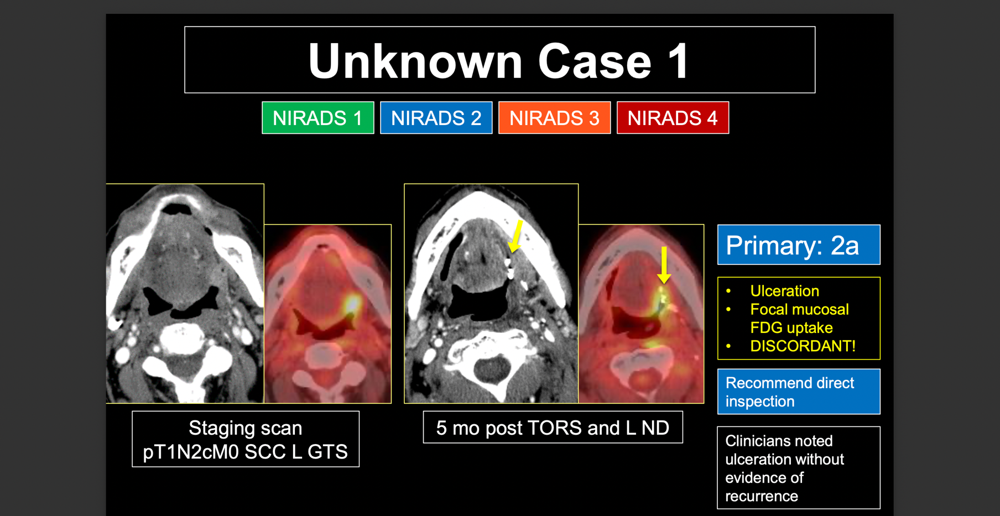 Unknown Case 1
NIRADS 1
NIRADS 2
NIRADS 3
NIRADS 4
Staging scan
pT1N2cM0 SCC L GTS
5 mo post TORS and L ND
Primary: 2a
• Ulceration
• Focal mucosal
FDG uptake
• DISCORDANT!
Recommend direct
inspection
Clinicians noted
ulceration without
evidence of
recurrence